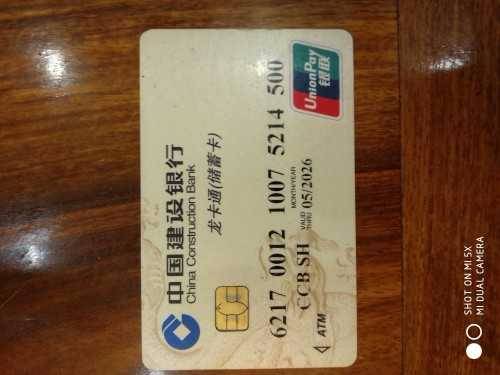 中国建设银行
China Construction Bank
龙卡通(储蓄卡)
6217 0012 1007 5214 500
MONTH/YEAR
CCB SH
VALID THRU 05/2026
ATM
UnionPay
银联
SHOT ON MI 5X
MI DUAL CAMERA